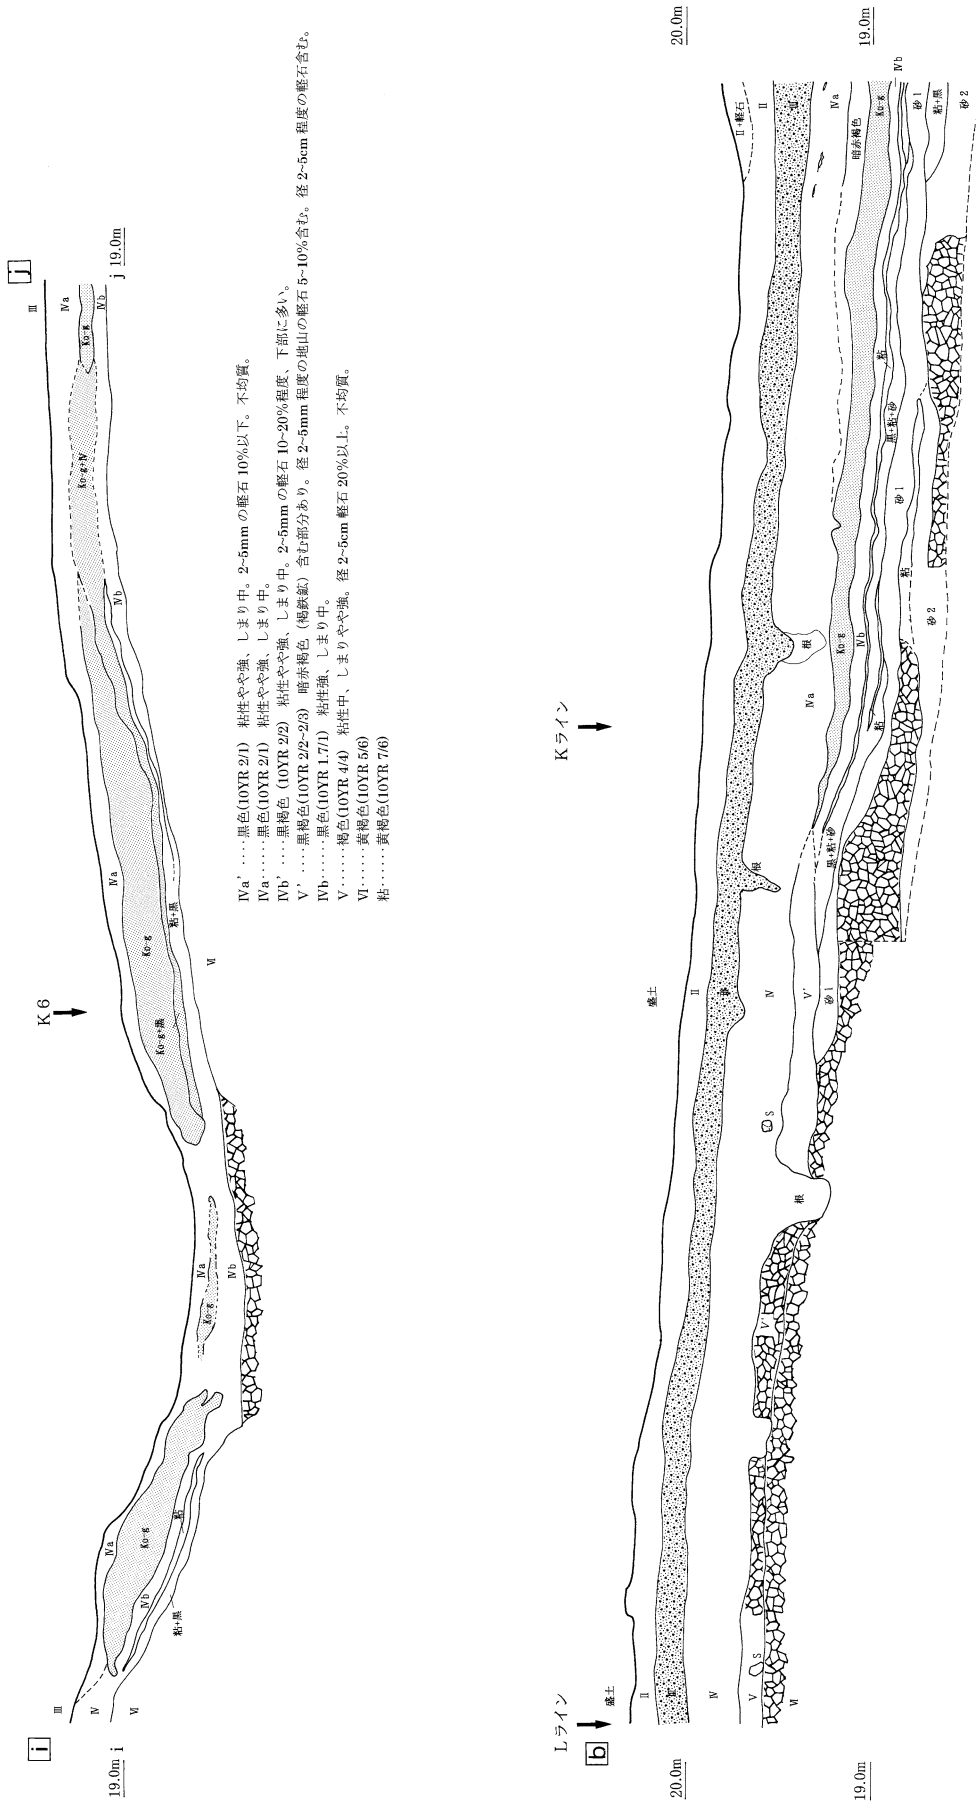 i
19.0m i
Ⅲ
Ⅳ
Ⅵ
Ⅳa
Ko-g
Ⅳb
粘
粘+黒
Ko-g
Ⅳa
Ⅳb
K6
Ko-g+黒
Ko-g
Ⅳa
粘+黒
Ⅵ
Ⅳb
Ko-g+Ⅳ
Ko-g
Ⅲ
Ⅳa
Ⅳb
j
j 19.0m
Ⅳa'‥‥黒色(10YR 2/1) 粘性やや強、しまり中。2~5mmの軽石10%以下。不均質。
Ⅳa‥‥‥黒色(10YR 2/1) 粘性やや強、しまり中。
Ⅳb'‥‥‥黒褐色 (10YR 2/2) 粘性やや強、しまり中。2~5mmの軽石10~20%程度、下部に多い。
Ⅴ'‥‥黒褐色(10YR 2/2~2/3) 暗赤褐色 (褐鉄鉱) 含む部分あり。径2~5mm程度の地山の軽石5~10%含む。径2~5cm程度の軽石含む。
Ⅳb‥‥‥黒色(10YR 1.7/1) 粘性強、しまり中。
Ⅴ‥‥‥褐色(10YR 4/4) 粘性中、しまりやや強。径2~5cm軽石20%以上。不均質。
Ⅵ‥‥‥黄褐色(10YR 5/6)
粘‥‥‥黄褐色(10YR 7/6)
Lライン
b
20.0m
19.0m
盛土
Ⅱ
Ⅲ
Ⅳ
Ⅴ
S
Ⅵ
Ⅴ'
根
S
盛土
Ⅱ
Ⅳ
Ⅴ'
砂1
Kライン
根
黒+粘+砂
Ⅳa
根
Ko-g
Ⅳb
粘
砂1
粘
砂2
黒+粘+砂
粘
Ⅱ+軽石
Ⅱ
Ⅲ
Ⅳa
暗赤褐色
Ko-g
Ⅳb
砂1
粘+黒
砂2
20.0m
19.0m